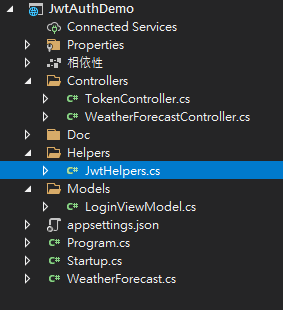 JwtAuthDemo
Connected Services
Properties
相依性
Controllers
C# TokenController.cs
C# WeatherForecastController.cs
Doc
Helpers
C# JwtHelpers.cs
Models
C# LoginViewModel.cs
appsettings.json
C# Program.cs
C# Startup.cs
C# WeatherForecast.cs